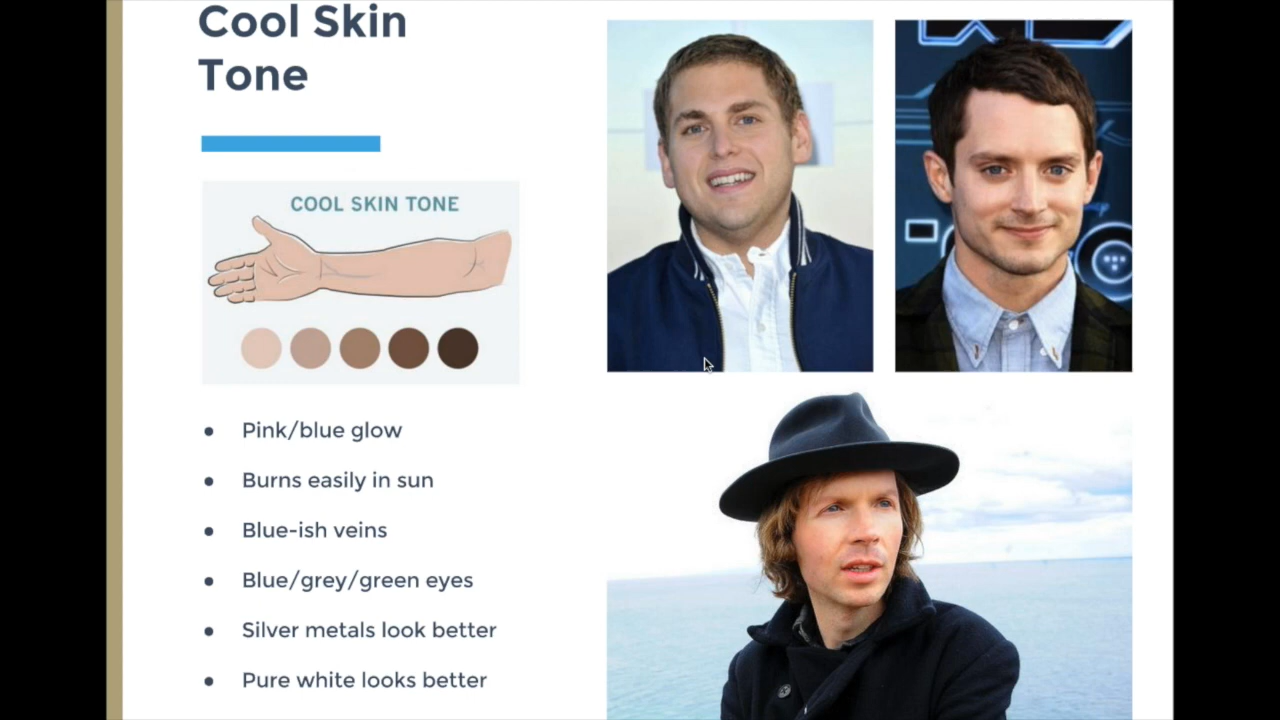 Cool Skin
Tone
COOL SKIN TONE
Pink/blue glow
Burns easily in sun
Blue-ish veins
Blue/grey/green eyes
Silver metals look better
Pure white looks better